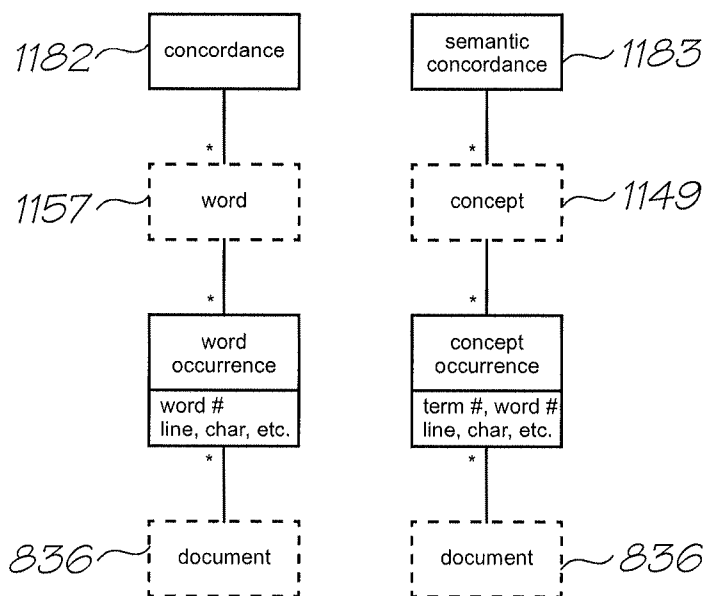 1182
concordance
semantic
concordance
1183
*
*
1157
word
concept
1149
*
*
word
occurrence
word #
line, char, etc.
concept
occurrence
term #, word #
line, char, etc.
*
*
836
document
document
836